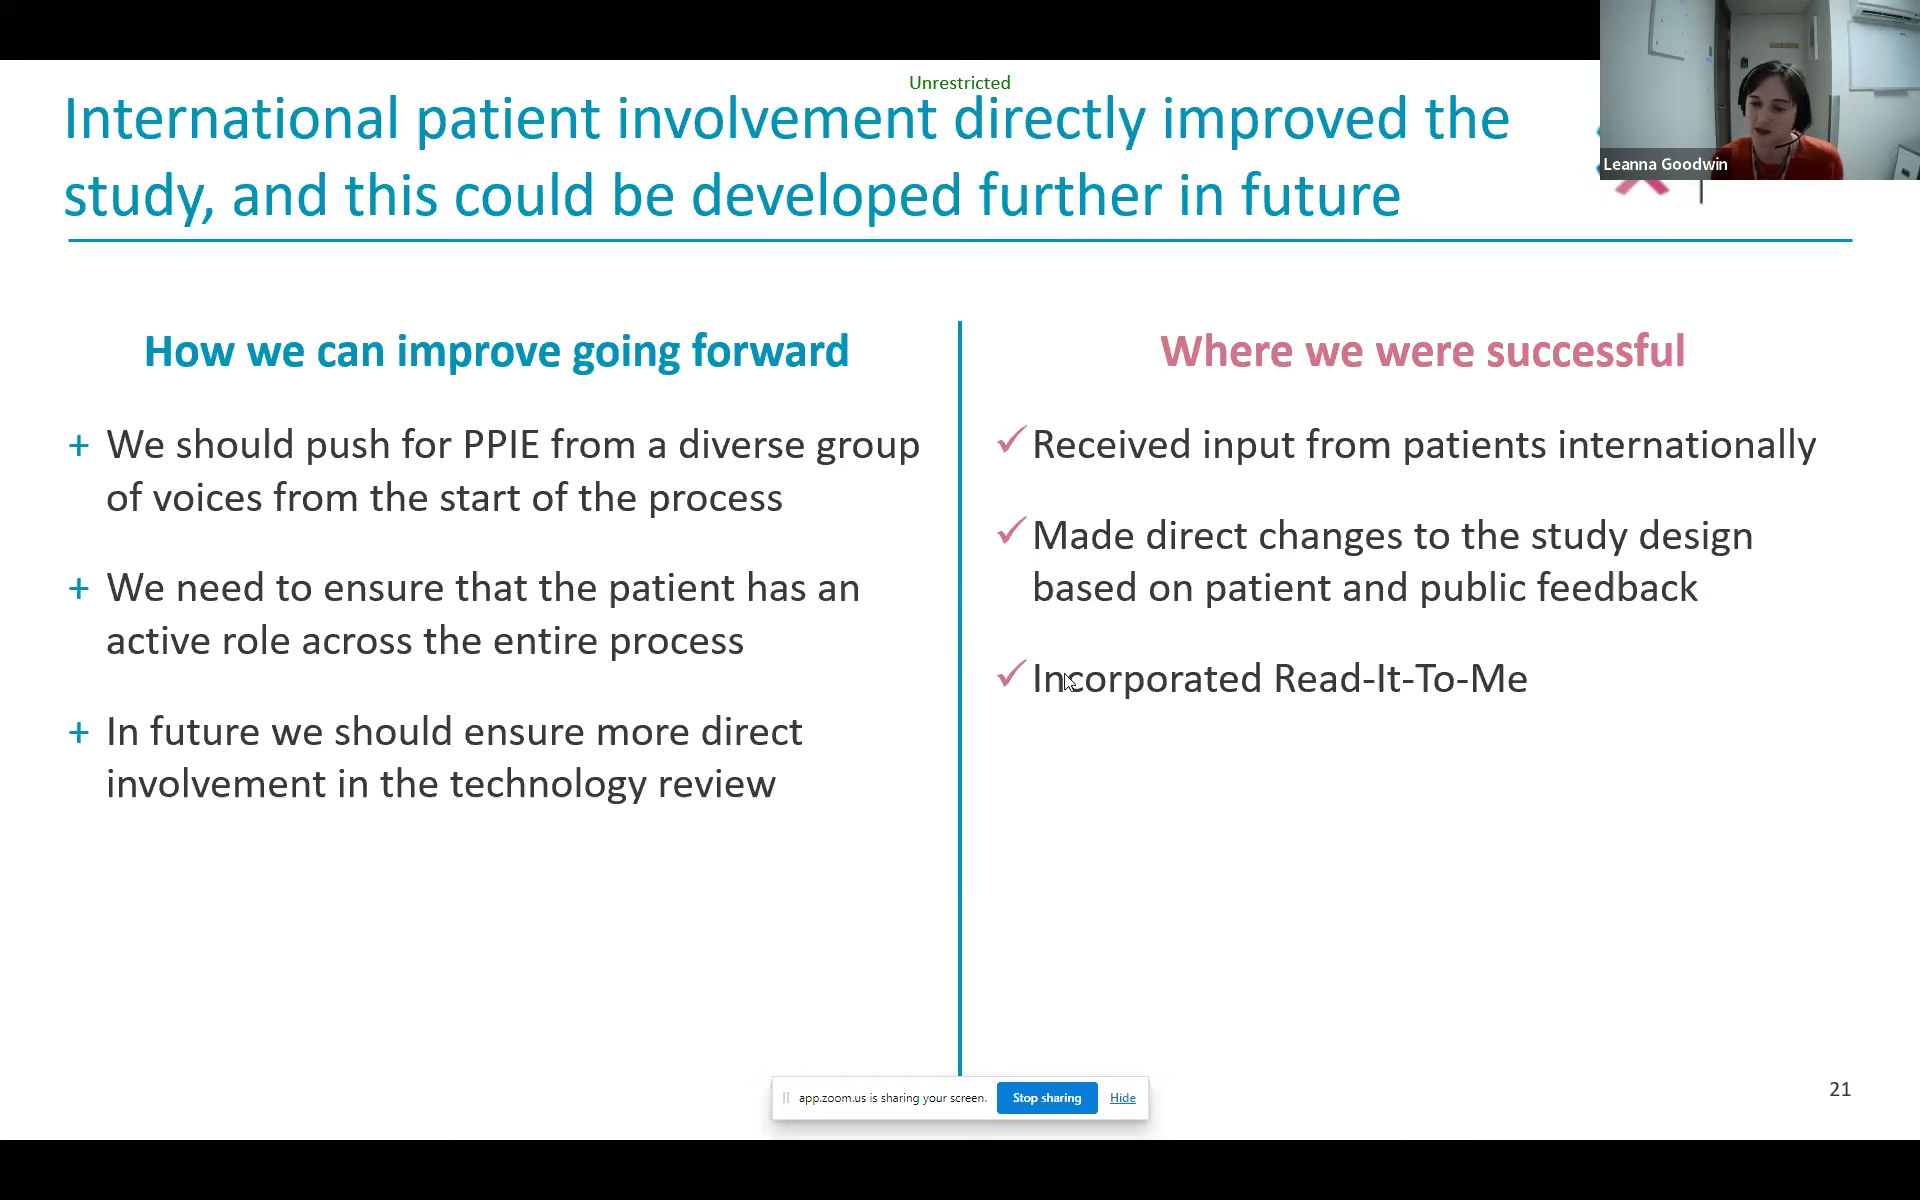 Unrestricted
International patient involvement directly improved the
study, and this could be developed further in future
Leanna Goodwin
How we can improve going forward
+ We should push for PPIE from a diverse group
of voices from the start of the process
+ We need to ensure that the patient has an
active role across the entire process
+ In future we should ensure more direct
involvement in the technology review
Where we were successful
✓ Received input from patients internationally
✓ Made direct changes to the study design
based on patient and public feedback
✓ Incorporated Read-It-To-Me
app.zoom.us is sharing your screen. Stop sharing Hide
21